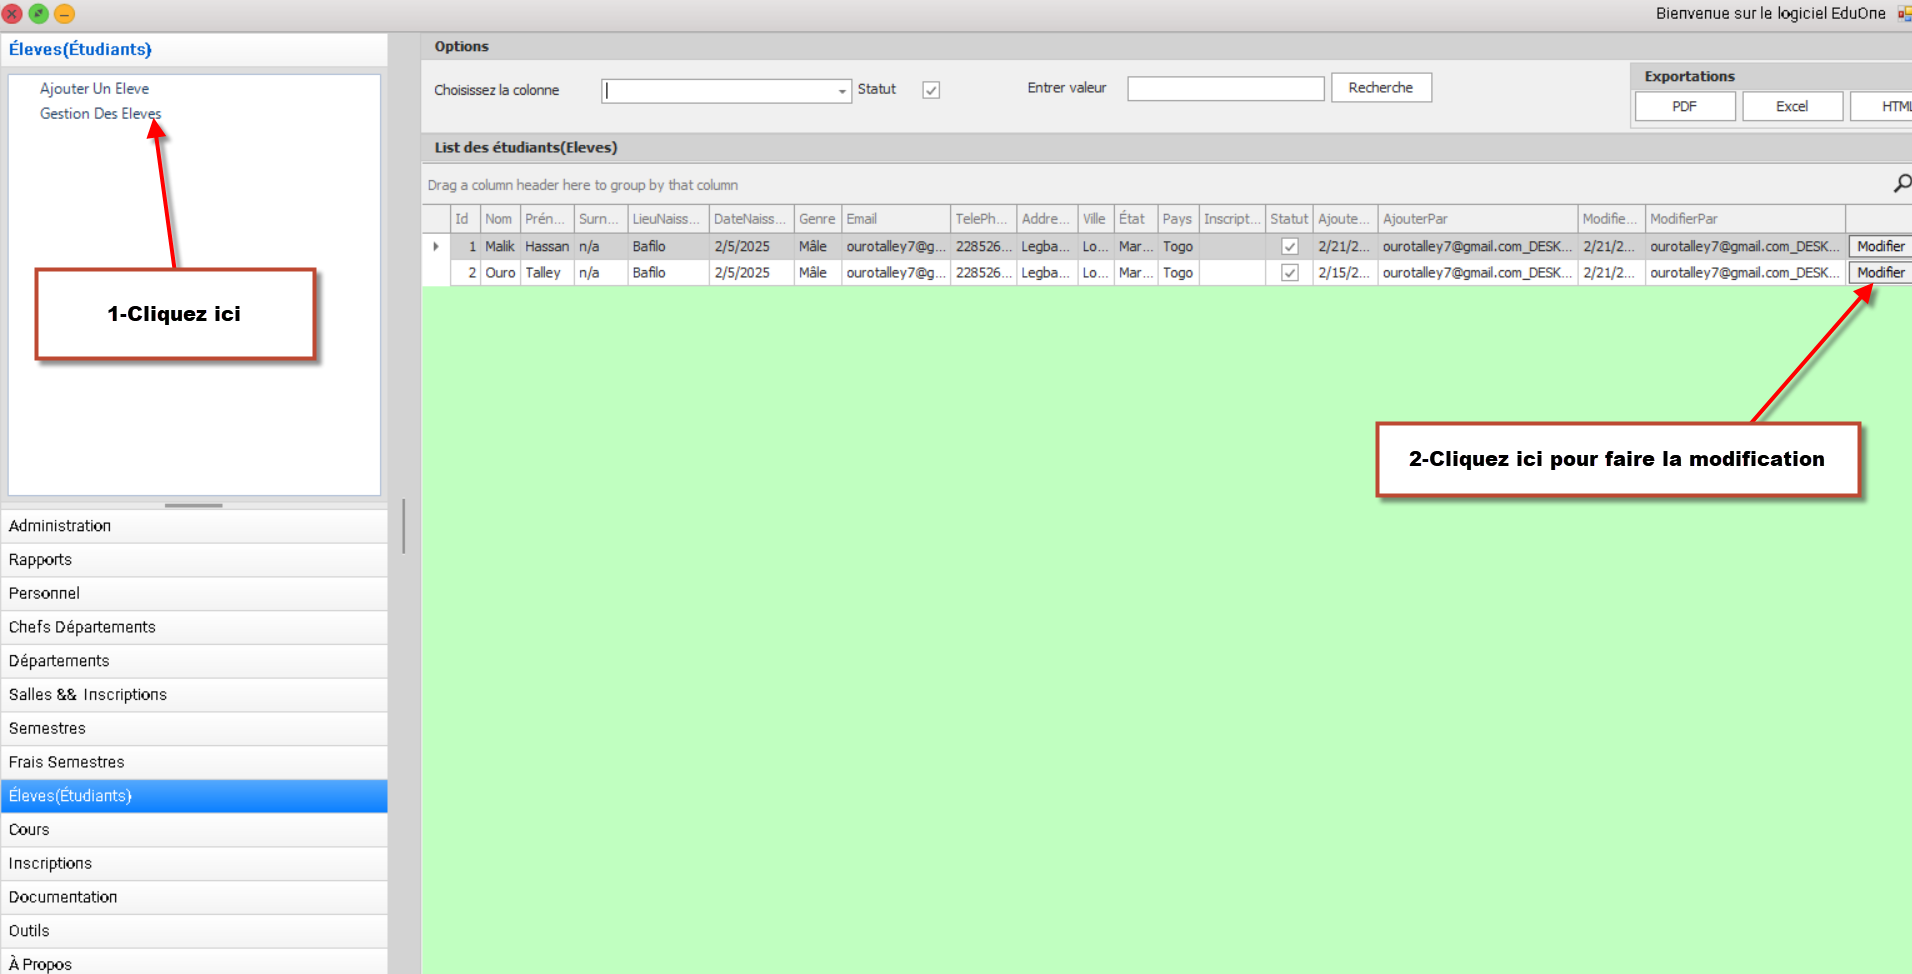 Bienvenue sur le logiciel EduOne
Éleves(Étudiants)
Ajouter Un Eleve
Gestion Des Eleves
1-Cliquez ici
Administration
Rapports
Personnel
Chefs Départements
Départements
Salles && Inscriptions
Semestres
Frais Semestres
Éleves(Étudiants)
Cours
Inscriptions
Documentation
Outils
À Propos
Options
Choisissez la colonne
Statut
Entrer valeur
Recherche
Exportations
PDF Excel HTML
List des étudiants(Eleves)
Drag a column header here to group by that column
Id Nom Prén... Surn... LieuNaiss... DateNaiss... Genre Email TelePh... Addre... Ville État Pays Inscript... Statut Ajoute... AjouterPar Modifie... ModifierPar
1 Malik Hassan n/a Bafilo 2/5/2025 Mâle ourotalley7@g... 228526... Legba... Lo... Mar... Togo 2/21/2... ourotalley7@gmail.com_DESK... 2/21/2... ourotalley7@gmail.com_DESK... Modifier
2 Ouro Talley n/a Bafilo 2/5/2025 Mâle ourotalley7@g... 228526... Legba... Lo... Mar... Togo 2/15/2... ourotalley7@gmail.com_DESK... 2/21/2... ourotalley7@gmail.com_DESK... Modifier
2-Cliquez ici pour faire la modification